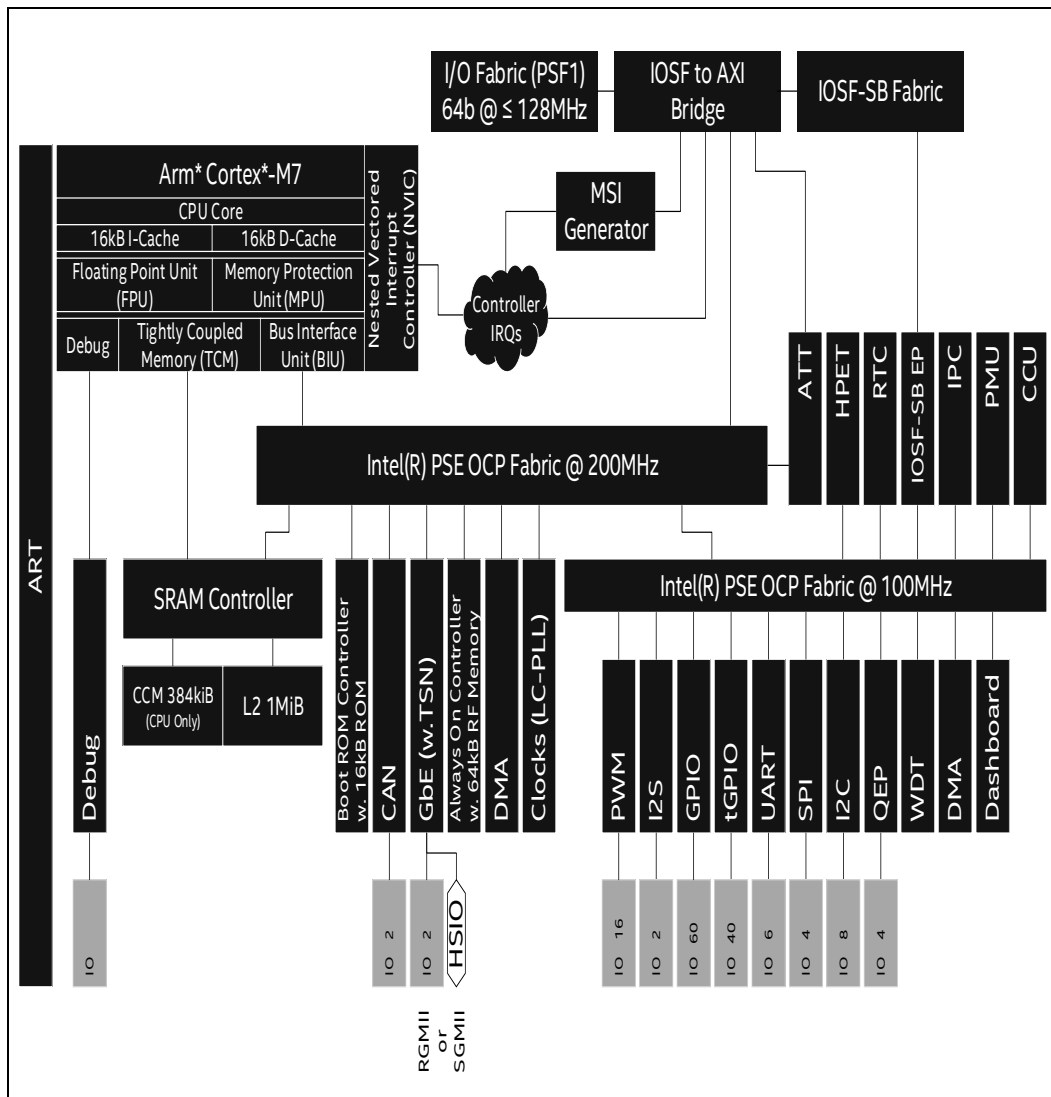 I/O Fabric (PSF1)
64b @ ≤ 128MHz
IOSF to AXI
Bridge
IOSF-SB Fabric
ART
Arm* Cortex*-M7
CPU Core
16kB I-Cache
16kB D-Cache
Floating Point Unit
(FPU)
Memory Protection
Unit (MPU)
Debug
Tightly Coupled
Memory (TCM)
Bus Interface
Unit (BIU)
Nested Vectored
Interrupt
Controller (NVIC)
MSI
Generator
Controller
IRQs
ATT
HPET
RTC
IOSF-SB EP
IPC
PMU
CCU
Intel(R) PSE OCP Fabric @ 200MHz
SRAM Controller
CCM 384kiB
(CPU Only)
L2 1MiB
Intel(R) PSE OCP Fabric @ 100MHz
Debug
Boot ROM Controller
w. 16kB ROM
CAN
GbE (w.TSN)
Always On Controller
w. 64kB RF Memory
DMA
Clocks (LC-PLL)
PWM
I2S
GPIO
tGPIO
UART
SPI
I2C
QEP
WDT
DMA
Dashboard
IO
IO 2
IO 2
HSIO
IO 16
IO 2
IO 60
IO 40
IO 6
IO 4
IO 8
IO 4
RGMII
or
SGMII